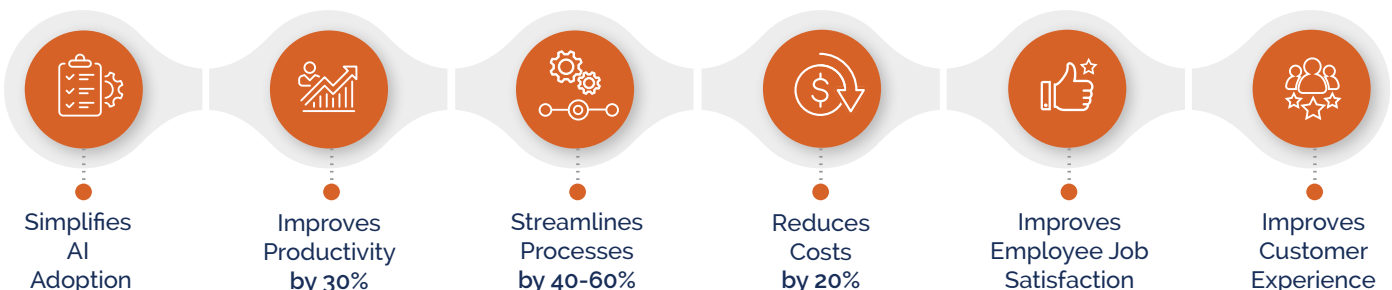 Simplifies
AI
Adoption
Improves
Productivity
by 30%
Streamlines
Processes
by 40-60%
Reduces
Costs
by 20%
Improves
Employee Job
Satisfaction
Improves
Customer
Experience